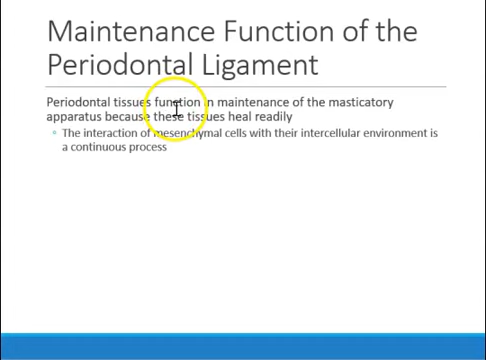 Maintenance Function of the
Periodontal Ligament
Periodontal tissues function in maintenance of the masticatory
apparatus because these tissues heal readily
The interaction of mesenchymal cells with their intercellular environment is
a continuous process